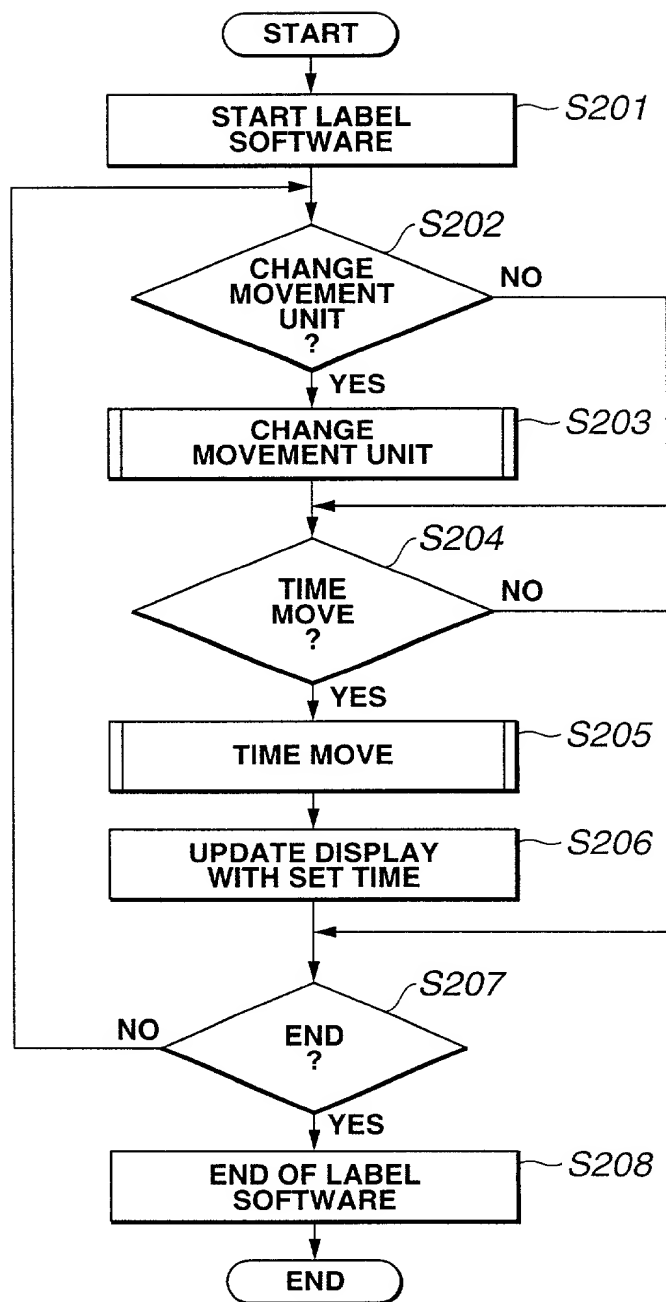 START
START LABEL
SOFTWARE
S201
S202
CHANGE
MOVEMENT
UNIT
?
NO
YES
CHANGE
MOVEMENT UNIT
S203
S204
TIME
MOVE
?
NO
YES
TIME MOVE
S205
UPDATE DISPLAY
WITH SET TIME
S206
S207
NO
END
?
YES
END OF LABEL
SOFTWARE
S208
END